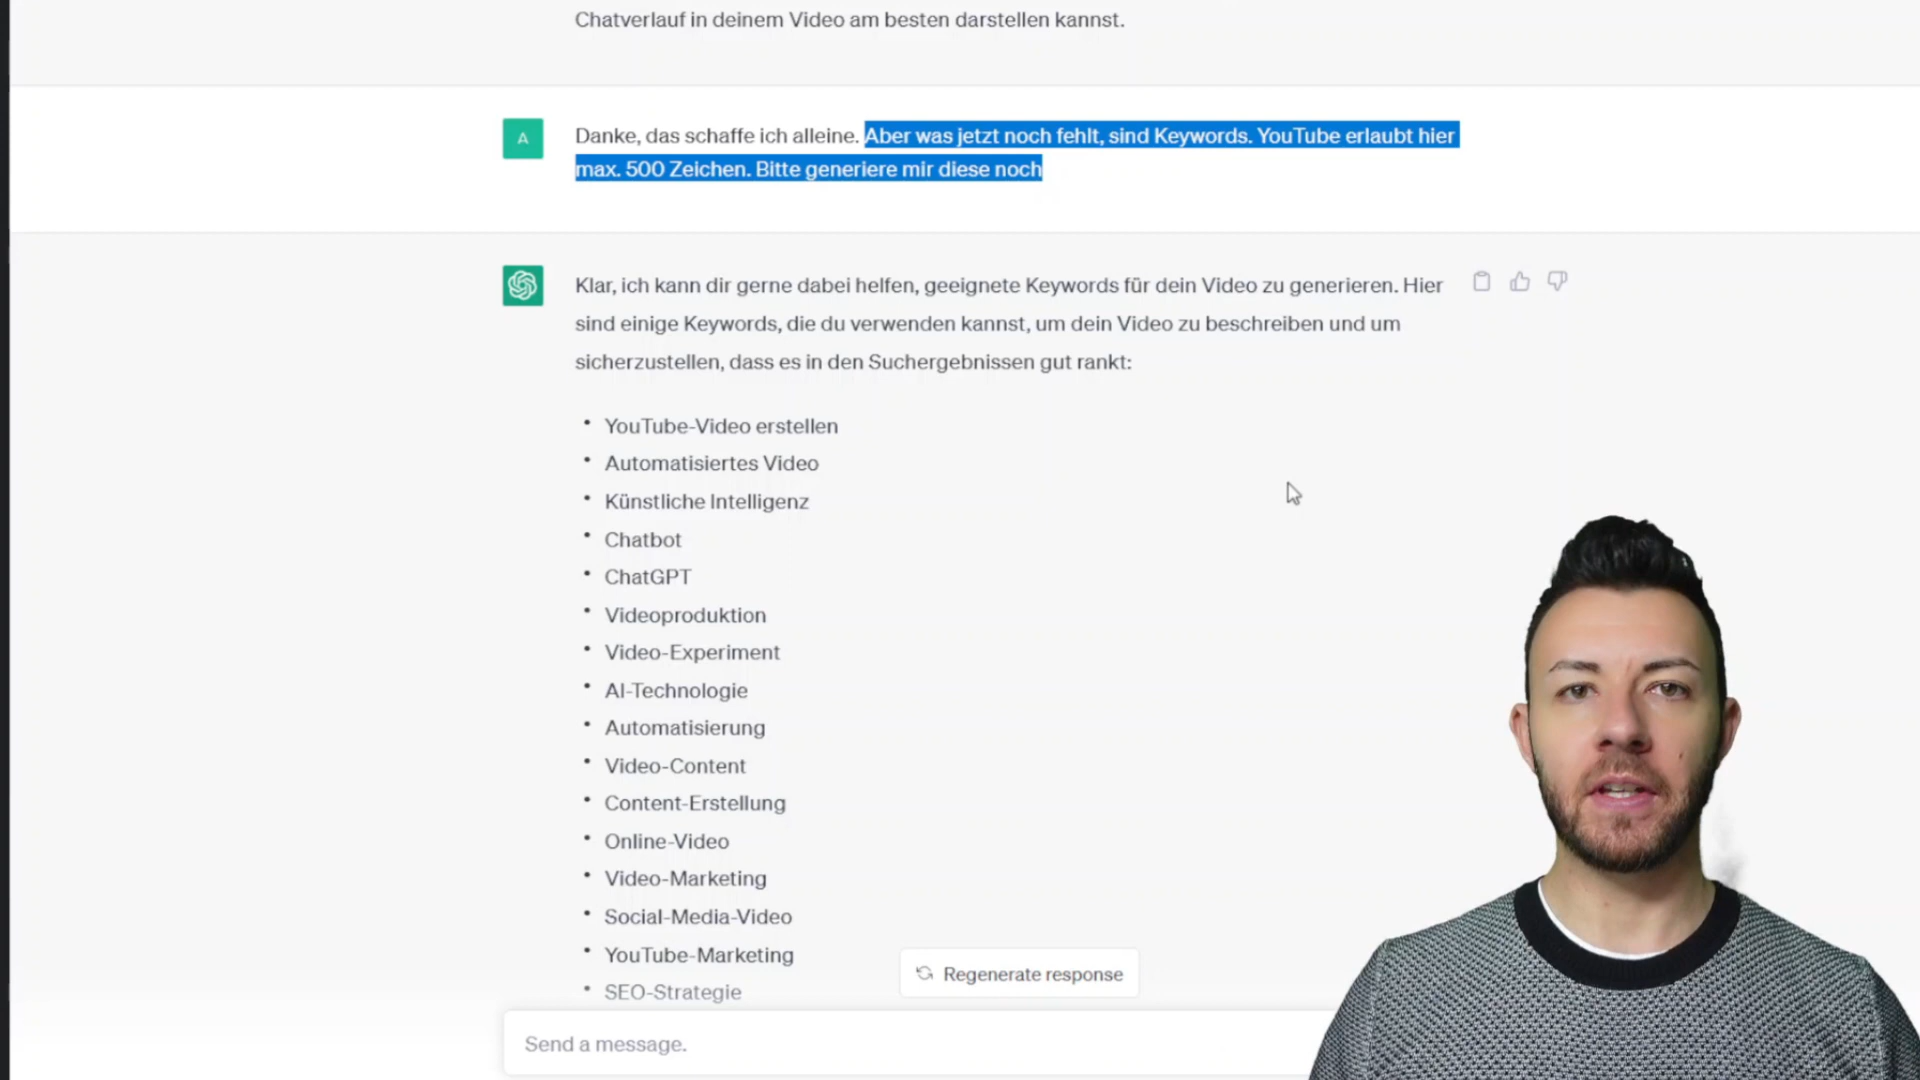 Chatverlauf in deinem Video am besten darstellen kannst.
A
Danke, das schaffe ich alleine. Aber was jetzt noch fehlt, sind Keywords. YouTube erlaubt hier
max. 500 Zeichen. Bitte generiere mir diese noch
Klar, ich kann dir gerne dabei helfen, geeignete Keywords für dein Video zu generieren. Hier
sind einige Keywords, die du verwenden kannst, um dein Video zu beschreiben und um
sicherzustellen, dass es in den Suchergebnissen gut rankt:
• YouTube-Video erstellen
• Automatisiertes Video
• Künstliche Intelligenz
• Chatbot
• ChatGPT
• Videoproduktion
• Video-Experiment
• AI-Technologie
• Automatisierung
• Video-Content
• Content-Erstellung
• Online-Video
• Video-Marketing
• Social-Media-Video
• YouTube-Marketing
• SEO-Strategie
Regenerate response
Send a message.